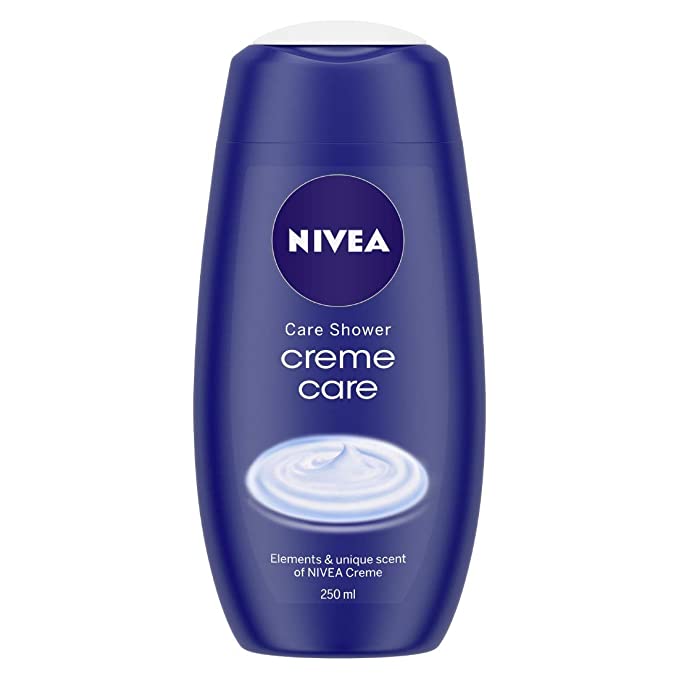 NIVEA
Care Shower
creme
care
Elements & unique scent
of NIVEA Creme
250 ml